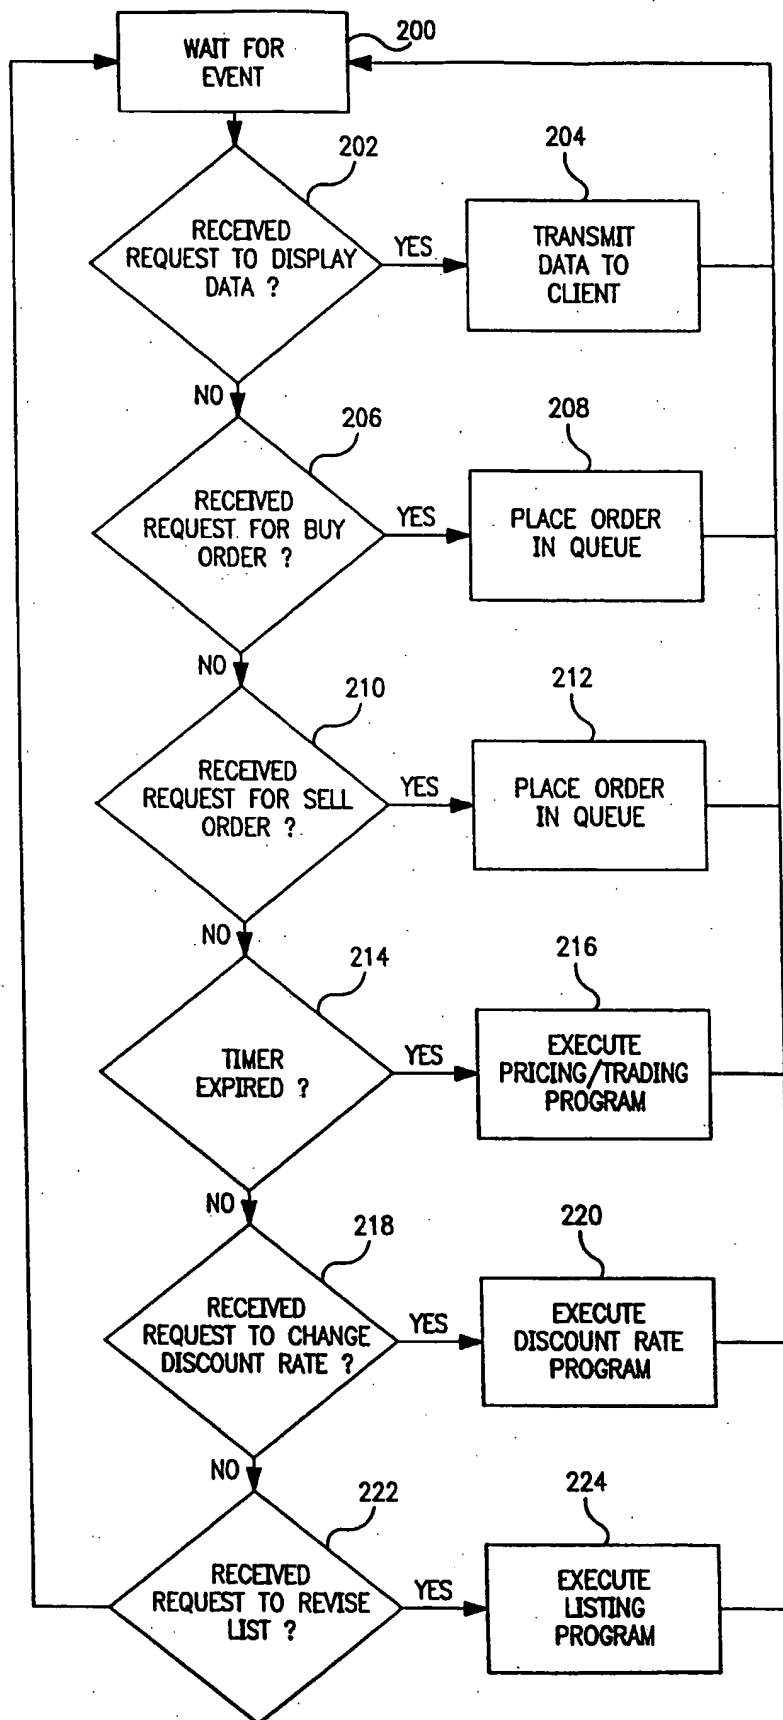 WAIT FOR
EVENT
200
202
RECEIVED
REQUEST TO DISPLAY
DATA ?
YES
204
TRANSMIT
DATA TO
CLIENT
NO
206
RECEIVED
REQUEST FOR BUY
ORDER ?
YES
208
PLACE ORDER
IN QUEUE
NO
210
RECEIVED
REQUEST FOR SELL
ORDER ?
YES
212
PLACE ORDER
IN QUEUE
NO
214
TIMER
EXPIRED ?
YES
216
EXECUTE
PRICING/TRADING
PROGRAM
NO
218
RECEIVED
REQUEST TO CHANGE
DISCOUNT RATE ?
YES
220
EXECUTE
DISCOUNT RATE
PROGRAM
NO
222
RECEIVED
REQUEST TO REVISE
LIST ?
YES
224
EXECUTE
LISTING
PROGRAM